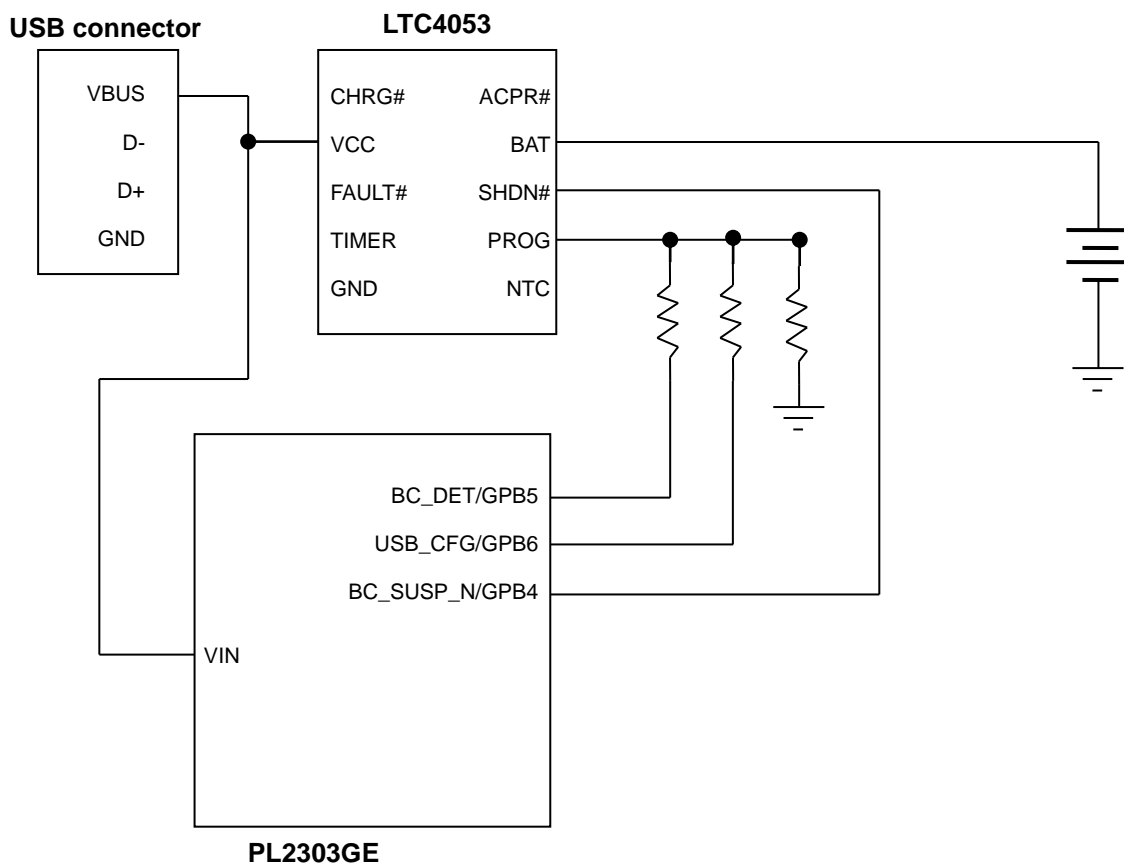 USB connector
LTC4053
VBUS
D-
D+
GND
CHRG#
VCC
FAULT#
TIMER
GND
ACPR#
BAT
SHDN#
PROG
NTC
BC_DET/GPB5
USB_CFG/GPB6
BC_SUSP_N/GPB4
VIN
PL2303GE